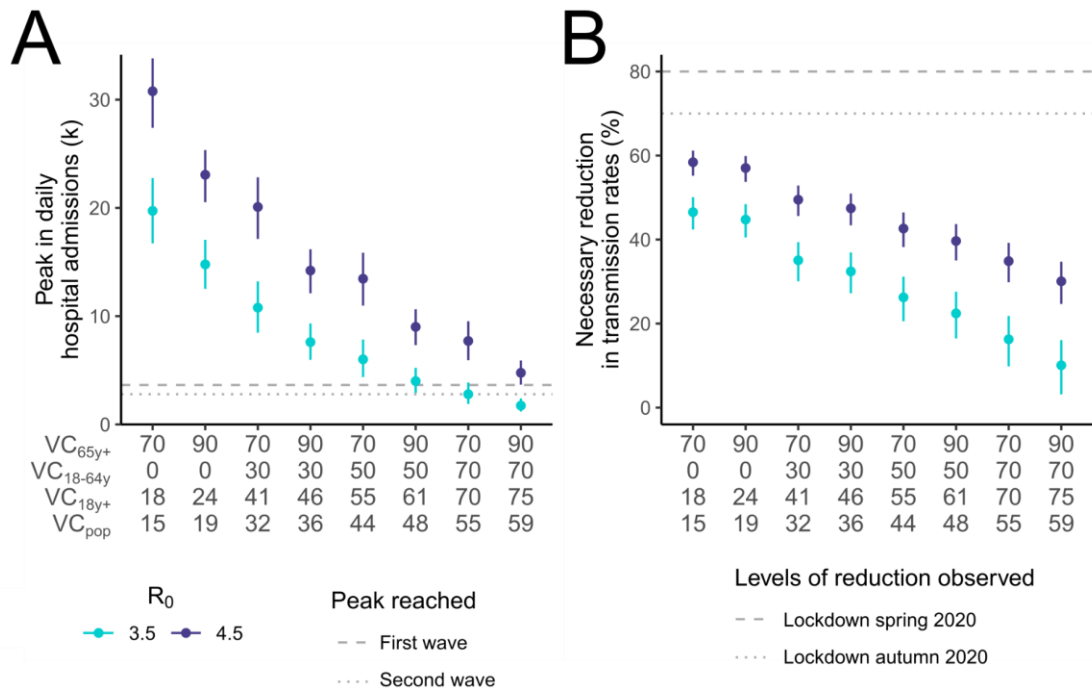 A
Peak in daily
hospital admissions (k)
30
20
10
0
VC65y+ 70 90 70 90 70 90 70 90
VC18-64y 0 0 30 30 50 50 70 70
VC18y+ 18 24 41 46 55 61 70 75
VCpop 15 19 32 36 44 48 55 59
R0
3.5 4.5
Peak reached
First wave
Second wave
B
Necessary reduction
in transmission rates (%)
80
60
40
20
0
70 90 70 90 70 90 70 90
0 0 30 30 50 50 70 70
18 24 41 46 55 61 70 75
15 19 32 36 44 48 55 59
Levels of reduction observed
Lockdown spring 2020
Lockdown autumn 2020